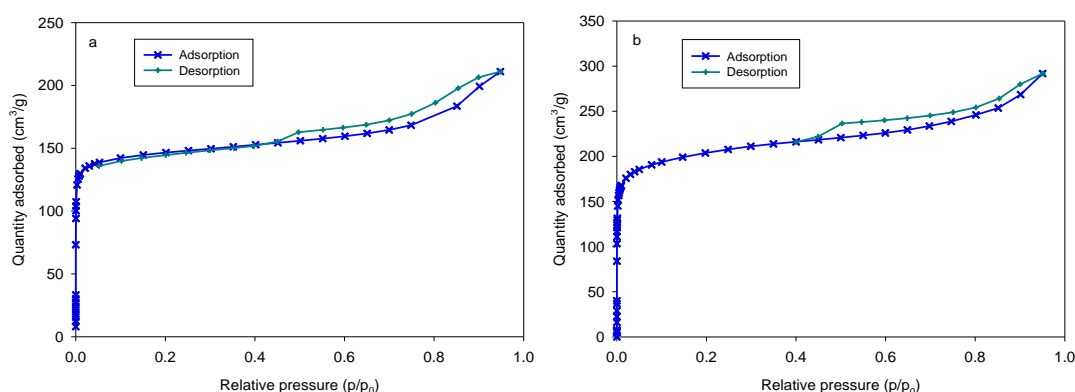 a
Adsorption
Desorption
Quantity adsorbed (cm³/g)
250
200
150
100
50
0
0.0 0.2 0.4 0.6 0.8 1.0
Relative pressure (p/p₀)
b
Adsorption
Desorption
Quantity adsorbed (cm³/g)
350
300
250
200
150
100
50
0
0.0 0.2 0.4 0.6 0.8 1.0
Relative pressure (p/p₀)